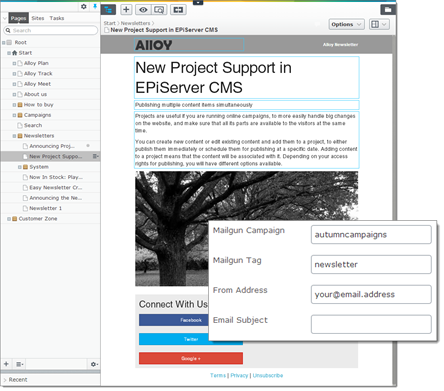 Pages Sites Tasks
Search
Root
Start
Alloy Plan
Alloy Track
Alloy Meet
About us
How to buy
Campaigns
Search
Newsletters
Announcing Proj...
New Project Suppo...
System
Now In Stock: Play...
Easy Newsletter Cr...
Announcing the Ne...
Newsletter 1
Customer Zone
Recent
Start > Newsletters >
New Project Support in EPiServer CMS
Options
Alloy
Alloy Newsletter
New Project Support in
EPiServer CMS
Publishing multiple content items simultaneously
Projects are useful if you are running online campaigns, to more easily handle big changes
on the website, and make sure that all its parts are available to the visitors at the same
time.
You can create new content or edit existing content and add them to a project, to either
publish them immediately or schedule them for publishing at a specific date. Adding content
to a project means that the content will be associated with it. Depending on your access
rights for publishing, you will have different options available.
Mailgun Campaign
autumncampaigns
Mailgun Tag
newsletter
From Address
your@email.address
Email Subject
Connect With Us
Facebook
Twitter
Google +
Terms | Privacy | Unsubscribe